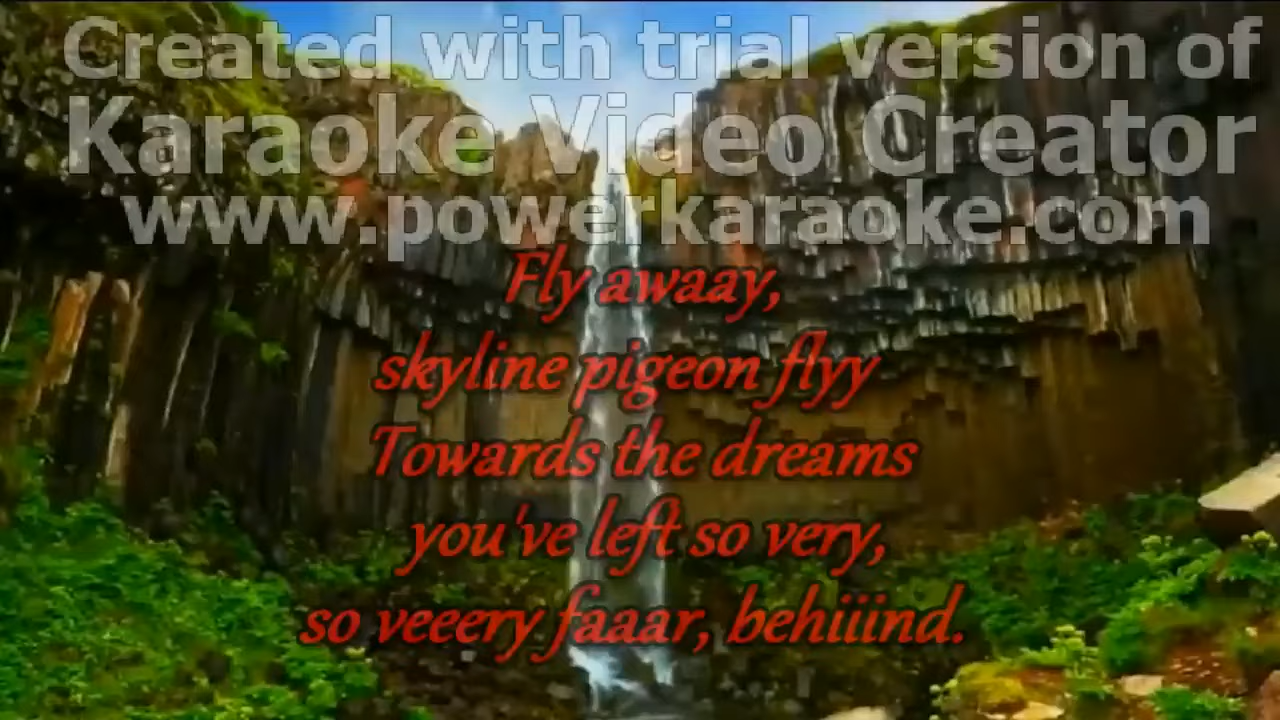 Created with trial version of
Karaoke Video Creator
www.powerkaraoke.com
Fly awaay,
skyline pigeon flyy
Towards the dreams
you've left so very,
so veeery faaar, behiiind.